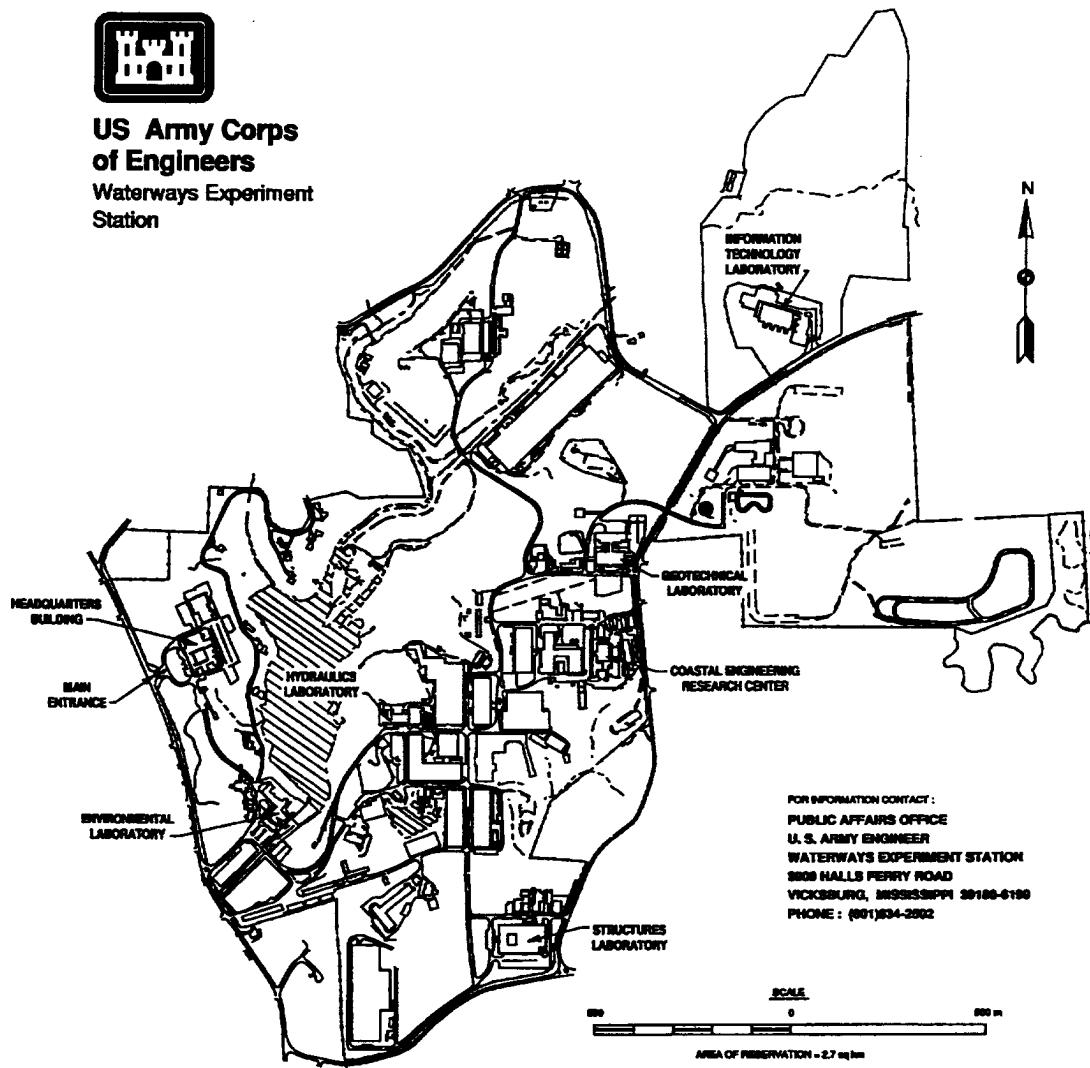 US Army Corps
of Engineers
Waterways Experiment
Station
N
INFORMATION
TECHNOLOGY
LABORATORY
GEOTECHNICAL
LABORATORY
HEADQUARTERS
BUILDING
MAIN
ENTRANCE
HYDRAULICS
LABORATORY
COASTAL ENGINEERING
RESEARCH CENTER
ENVIRONMENTAL
LABORATORY
STRUCTURES
LABORATORY
FOR INFORMATION CONTACT :
PUBLIC AFFAIRS OFFICE
U. S. ARMY ENGINEER
WATERWAYS EXPERIMENT STATION
HALLS FERRY ROAD
VICKSBURG, MISSISSIPPI
PHONE :
SCALE
0 500 m
AREA OF RESERVATION = 2.7 sq km